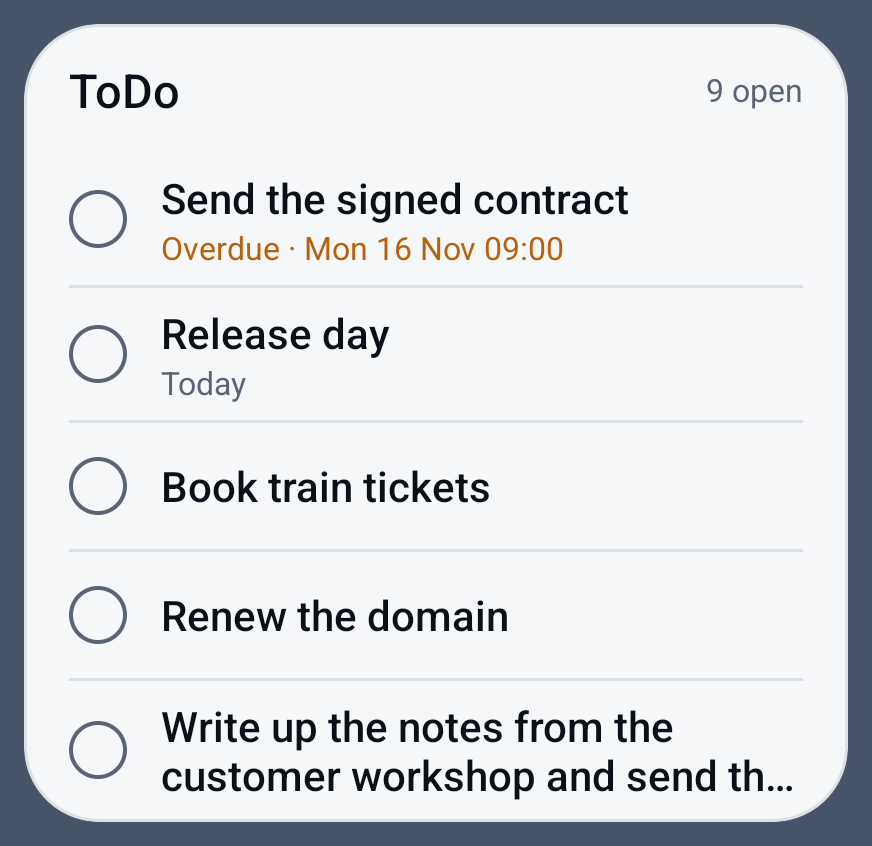 ToDo
9 open
Send the signed contract
Overdue · Mon 16 Nov 09:00
Release day
Today
Book train tickets
Renew the domain
Write up the notes from the
customer workshop and send th…